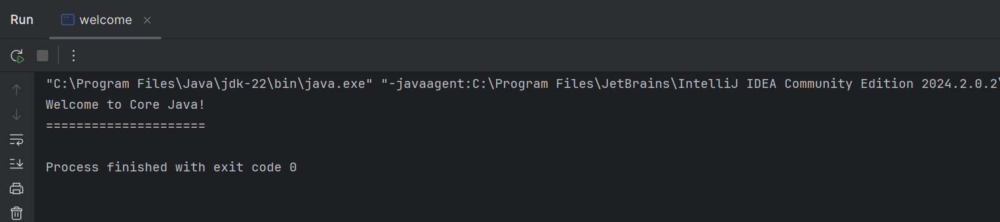 Run welcome
"C:\Program Files\Java\jdk-22\bin\java.exe" "-javaagent:C:\Program Files\JetBrains\IntelliJ IDEA Community Edition 2024.2.0.2\
Welcome to Core Java!
=====================
Process finished with exit code 0